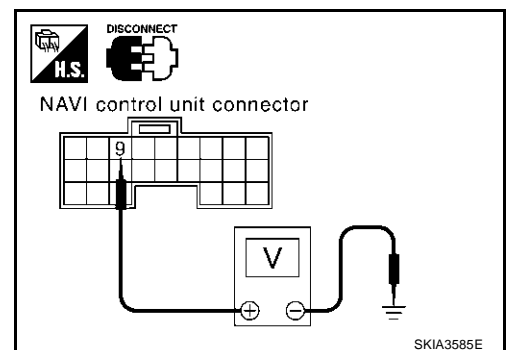 DISCONNECT
H.S.
NAVI control unit connector
9
V
+ −
SKIA3585E